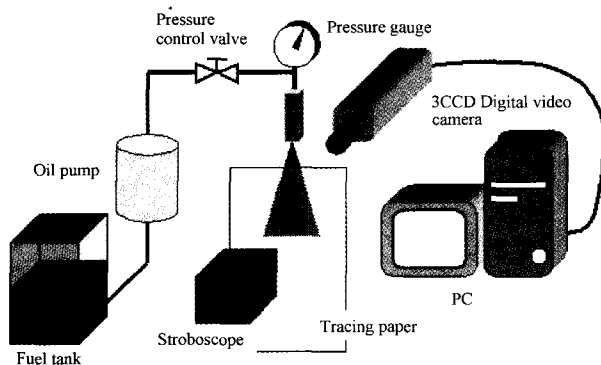 Pressure
control valve
Pressure gauge
3CCD Digital video
camera
Oil pump
PC
Tracing paper
Stroboscope
Fuel tank